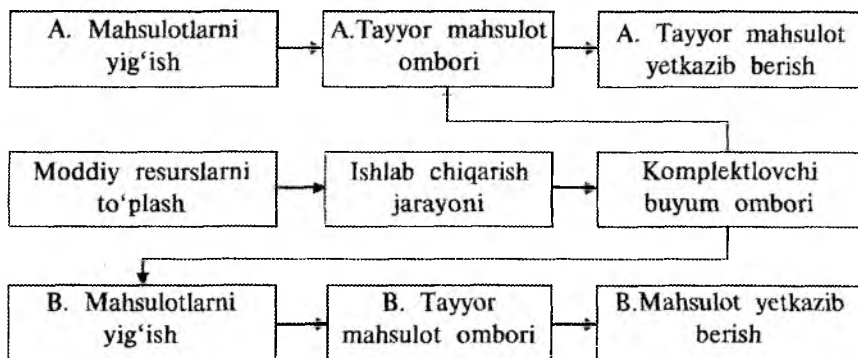 A. Mahsulotlarni
yig‘ish
A.Tayyor mahsulot
ombori
A. Tayyor mahsulot
yetkazib berish
Moddiy resurslarni
to‘plash
Ishlab chiqarish
jarayoni
Komplektlovchi
buyum ombori
B. Mahsulotlarni
yig‘ish
B. Tayyor
mahsulot ombori
B.Mahsulot yetkazib
berish